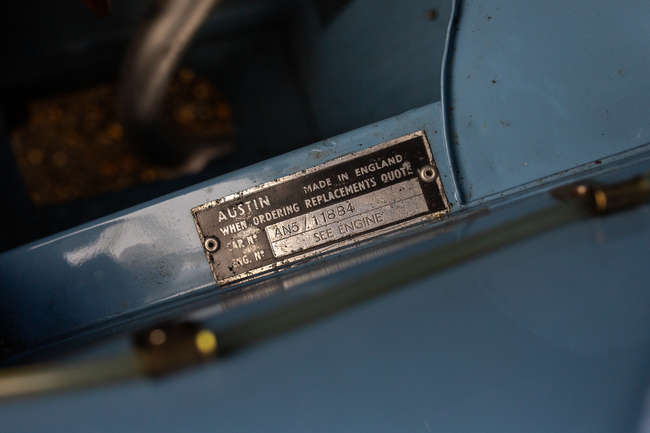 AUSTIN MADE IN ENGLAND
WHEN ORDERING REPLACEMENTS QUOTE
CAR Nº AN5/11884
ENG. Nº SEE ENGINE